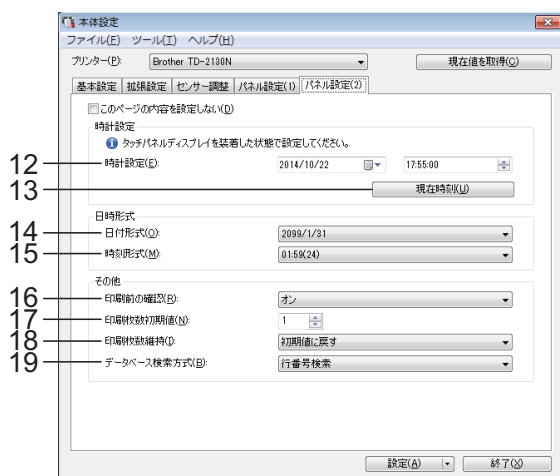 本体設定
ファイル(F) ツール(T) ヘルプ(H)
プリンター(P): Brother TD-2130N 現在値を取得(C)
基本設定 拡張設定 センサー調整 パネル設定(1) パネル設定(2)
このページの内容を設定しない(D)
時計設定
タッチパネルディスプレイを装着した状態で設定してください。
12 時計設定(E): 2014/10/22 17:55:00
13 現在時刻(U)
日時形式
14 日付形式(O): 2099/1/31
15 時刻形式(M): 01:59(24)
その他
16 印刷前の確認(R): オン
17 印刷枚数初期値(N): 1
18 印刷枚数維持(I): 初期値に戻す
19 データベース検索方式(B): 行番号検索
設定(A) 終了(X)